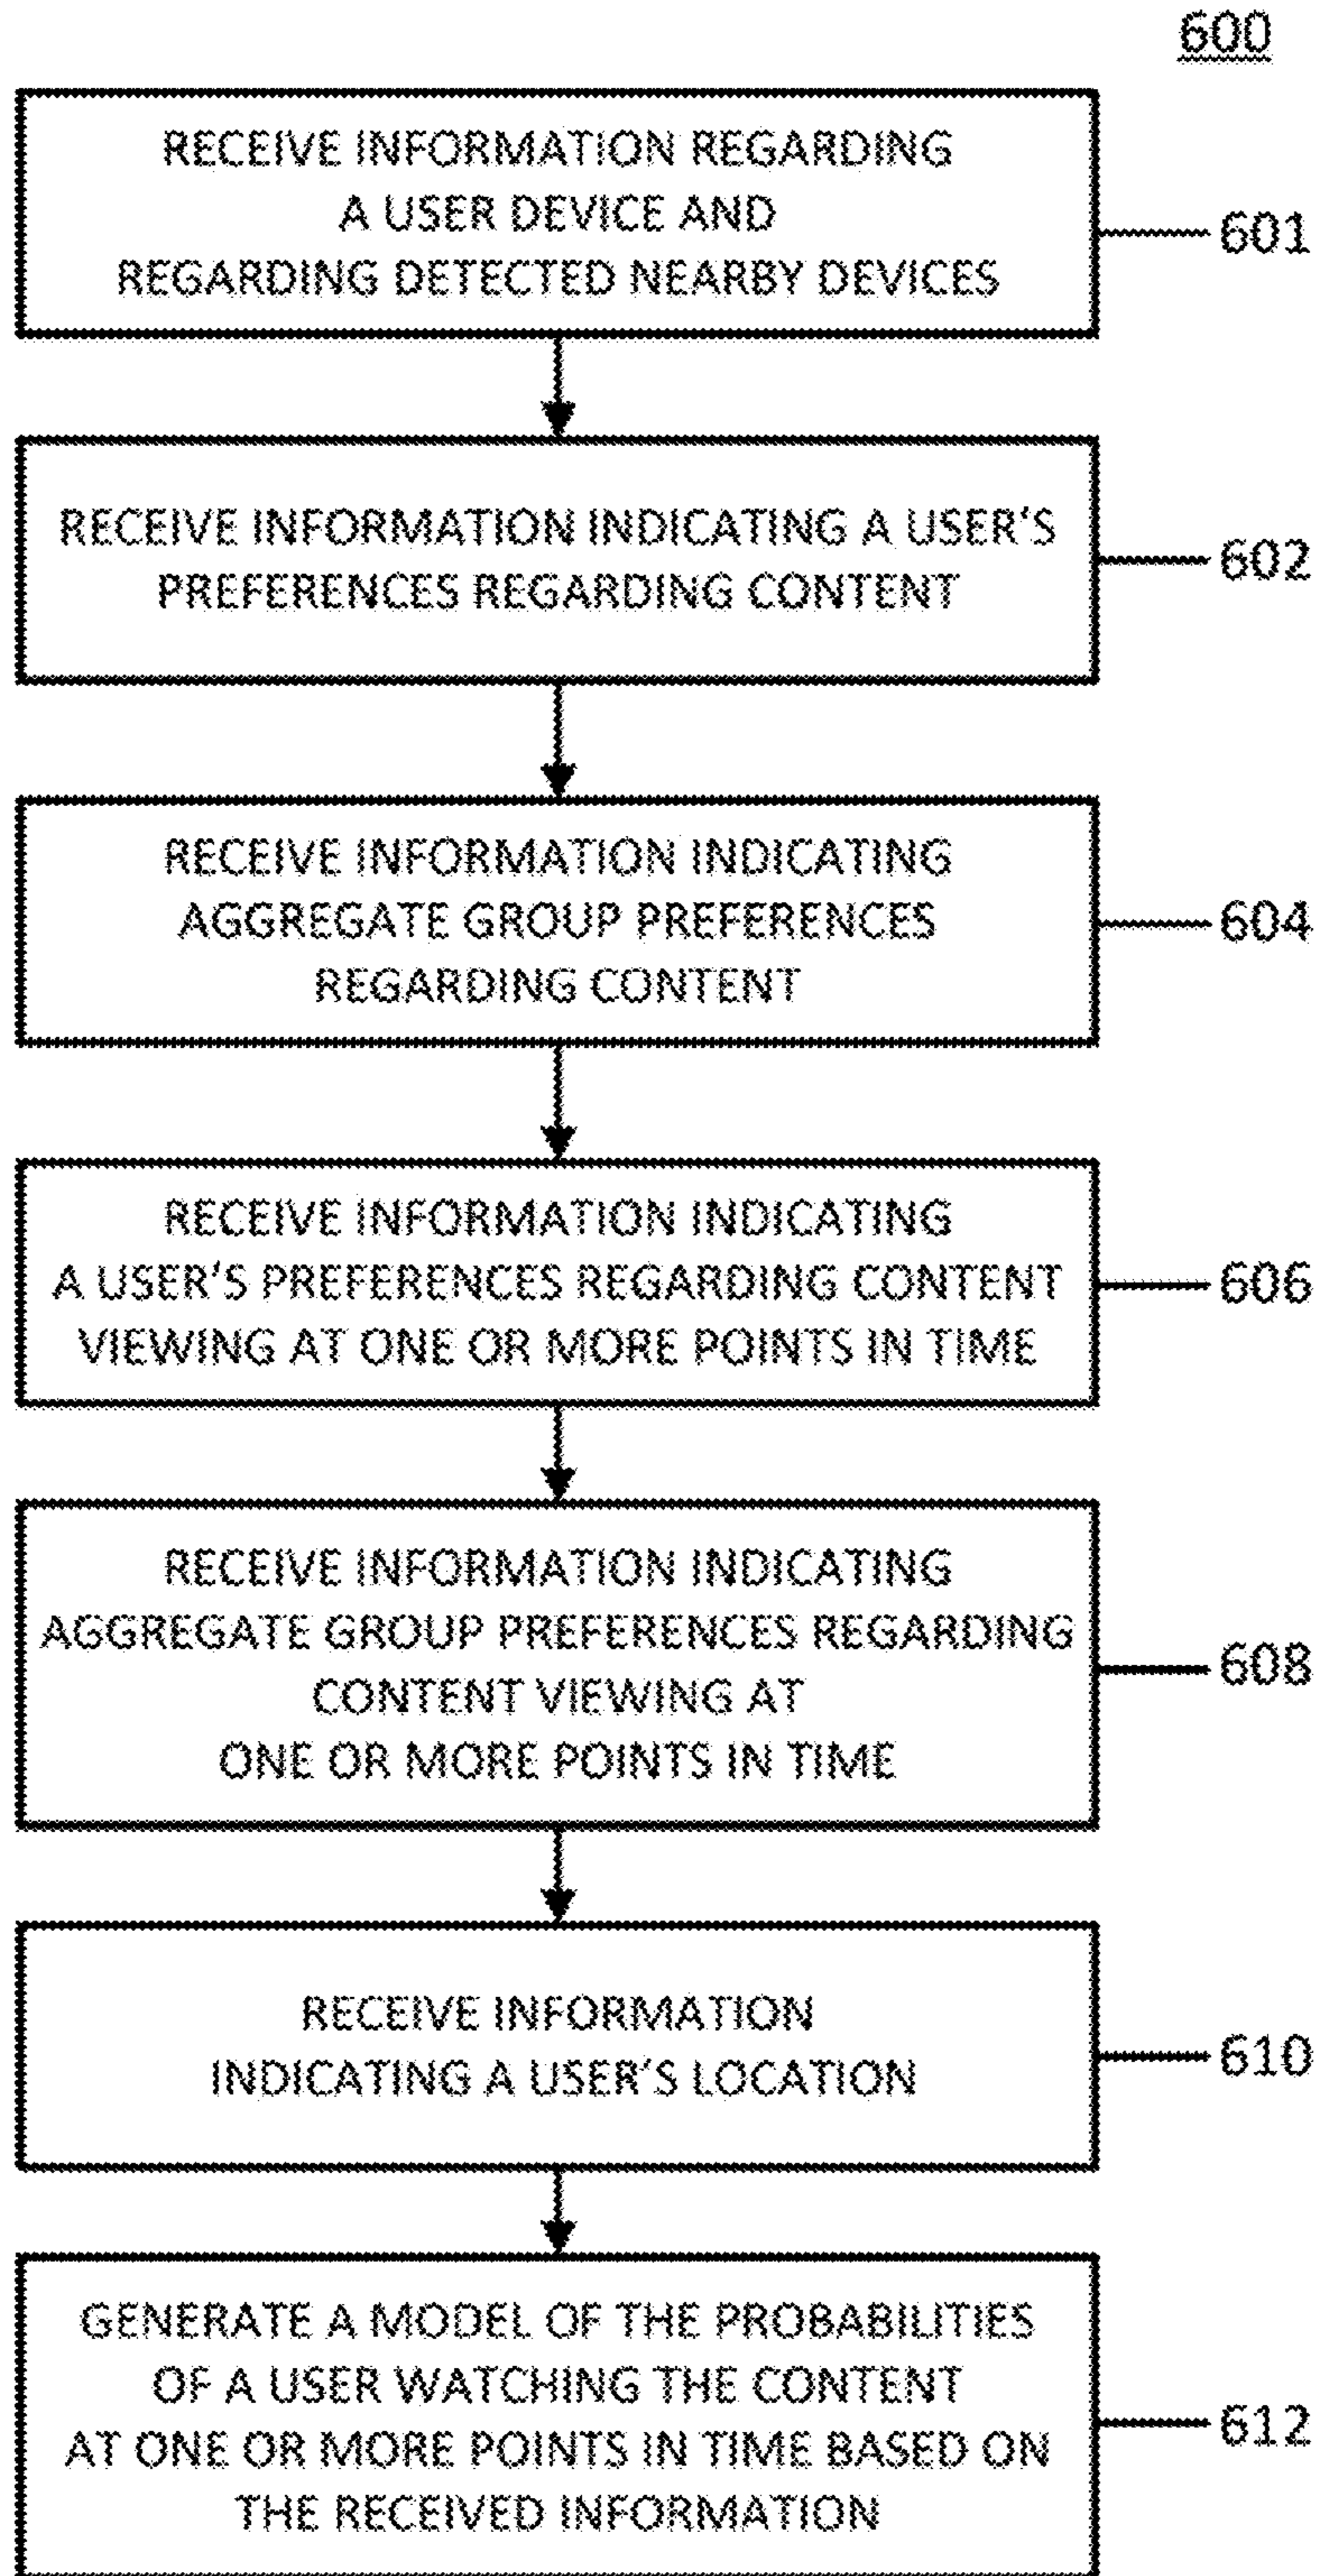 600
RECEIVE INFORMATION REGARDING
A USER DEVICE AND
REGARDING DETECTED NEARBY DEVICES
601
RECEIVE INFORMATION INDICATING A USER'S
PREFERENCES REGARDING CONTENT
602
RECEIVE INFORMATION INDICATING
AGGREGATE GROUP PREFERENCES
REGARDING CONTENT
604
RECEIVE INFORMATION INDICATING
A USER'S PREFERENCES REGARDING CONTENT
VIEWING AT ONE OR MORE POINTS IN TIME
606
RECEIVE INFORMATION INDICATING
AGGREGATE GROUP PREFERENCES REGARDING
CONTENT VIEWING AT
ONE OR MORE POINTS IN TIME
608
RECEIVE INFORMATION
INDICATING A USER'S LOCATION
610
GENERATE A MODEL OF THE PROBABILITIES
OF A USER WATCHING THE CONTENT
AT ONE OR MORE POINTS IN TIME BASED ON
THE RECEIVED INFORMATION
612